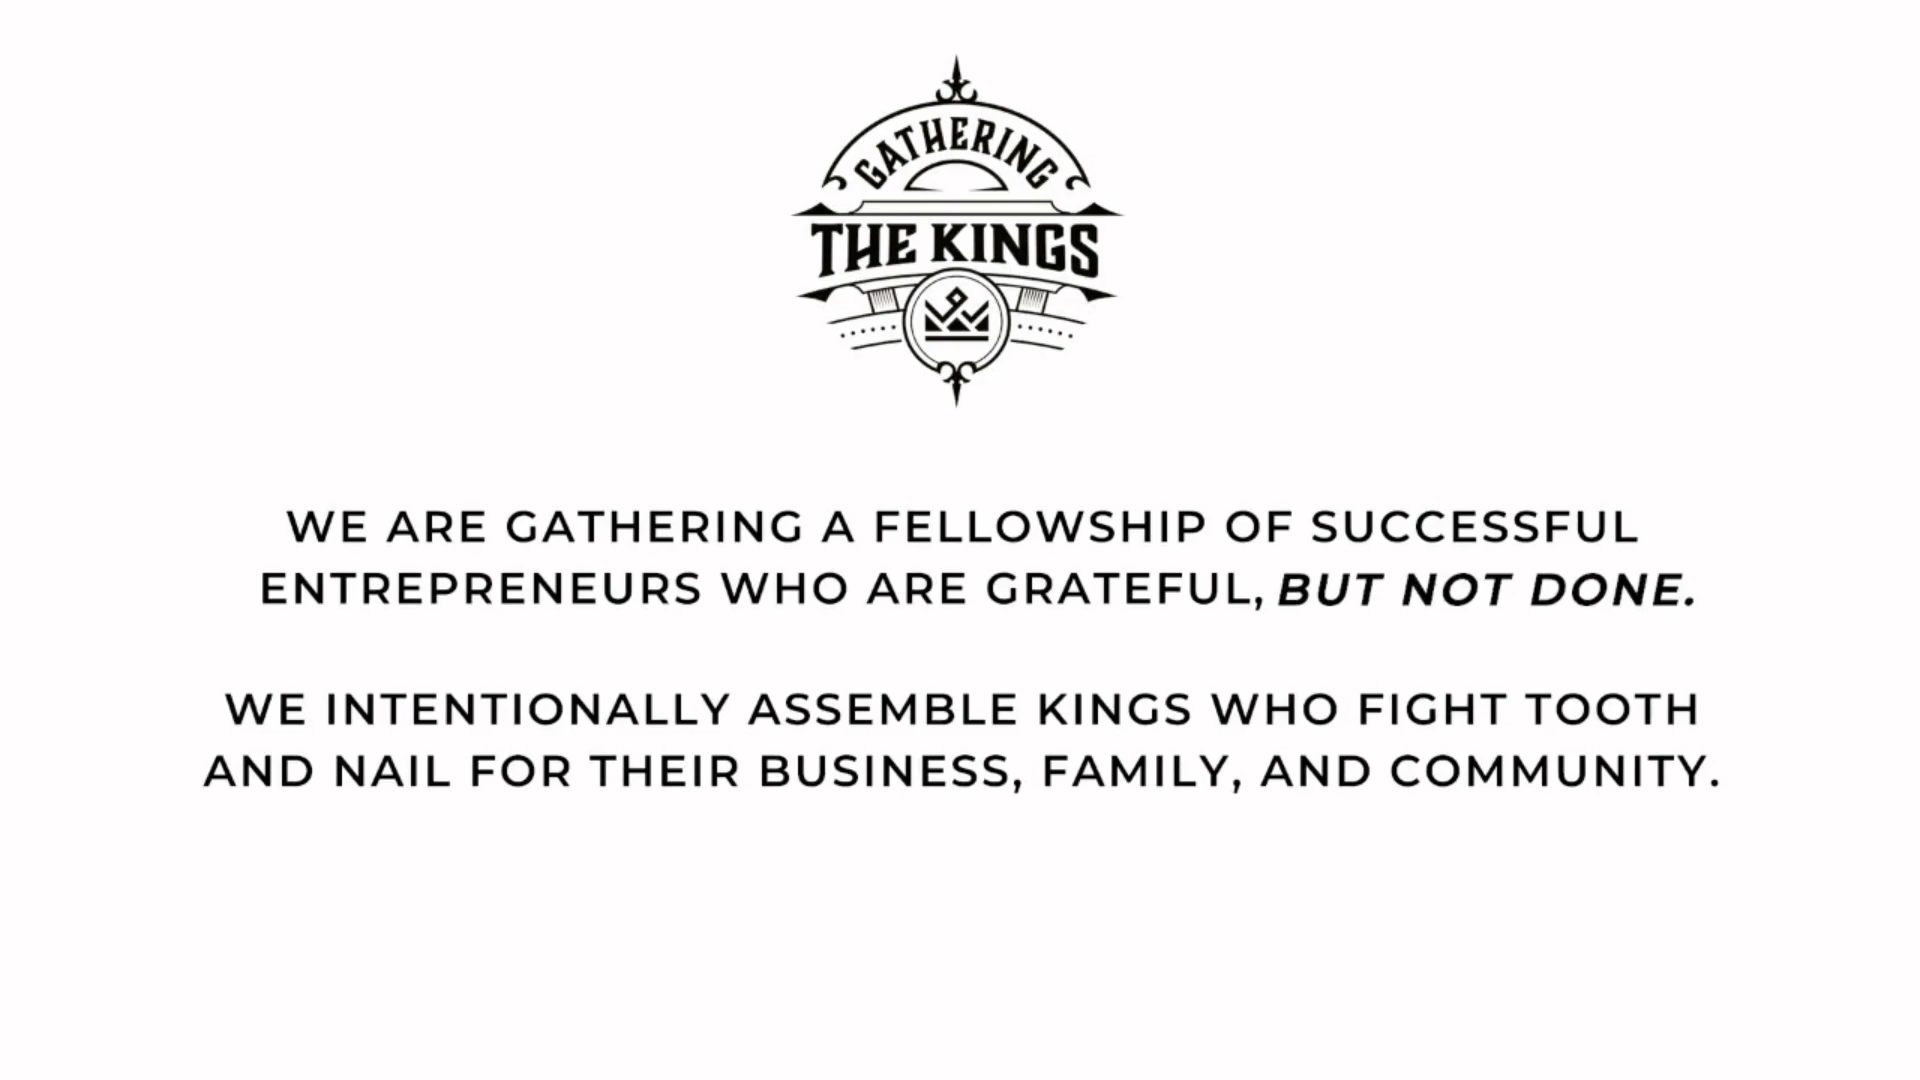 GATHERING
THE KINGS
WE ARE GATHERING A FELLOWSHIP OF SUCCESSFUL
ENTREPRENEURS WHO ARE GRATEFUL, BUT NOT DONE.
WE INTENTIONALLY ASSEMBLE KINGS WHO FIGHT TOOTH
AND NAIL FOR THEIR BUSINESS, FAMILY, AND COMMUNITY.